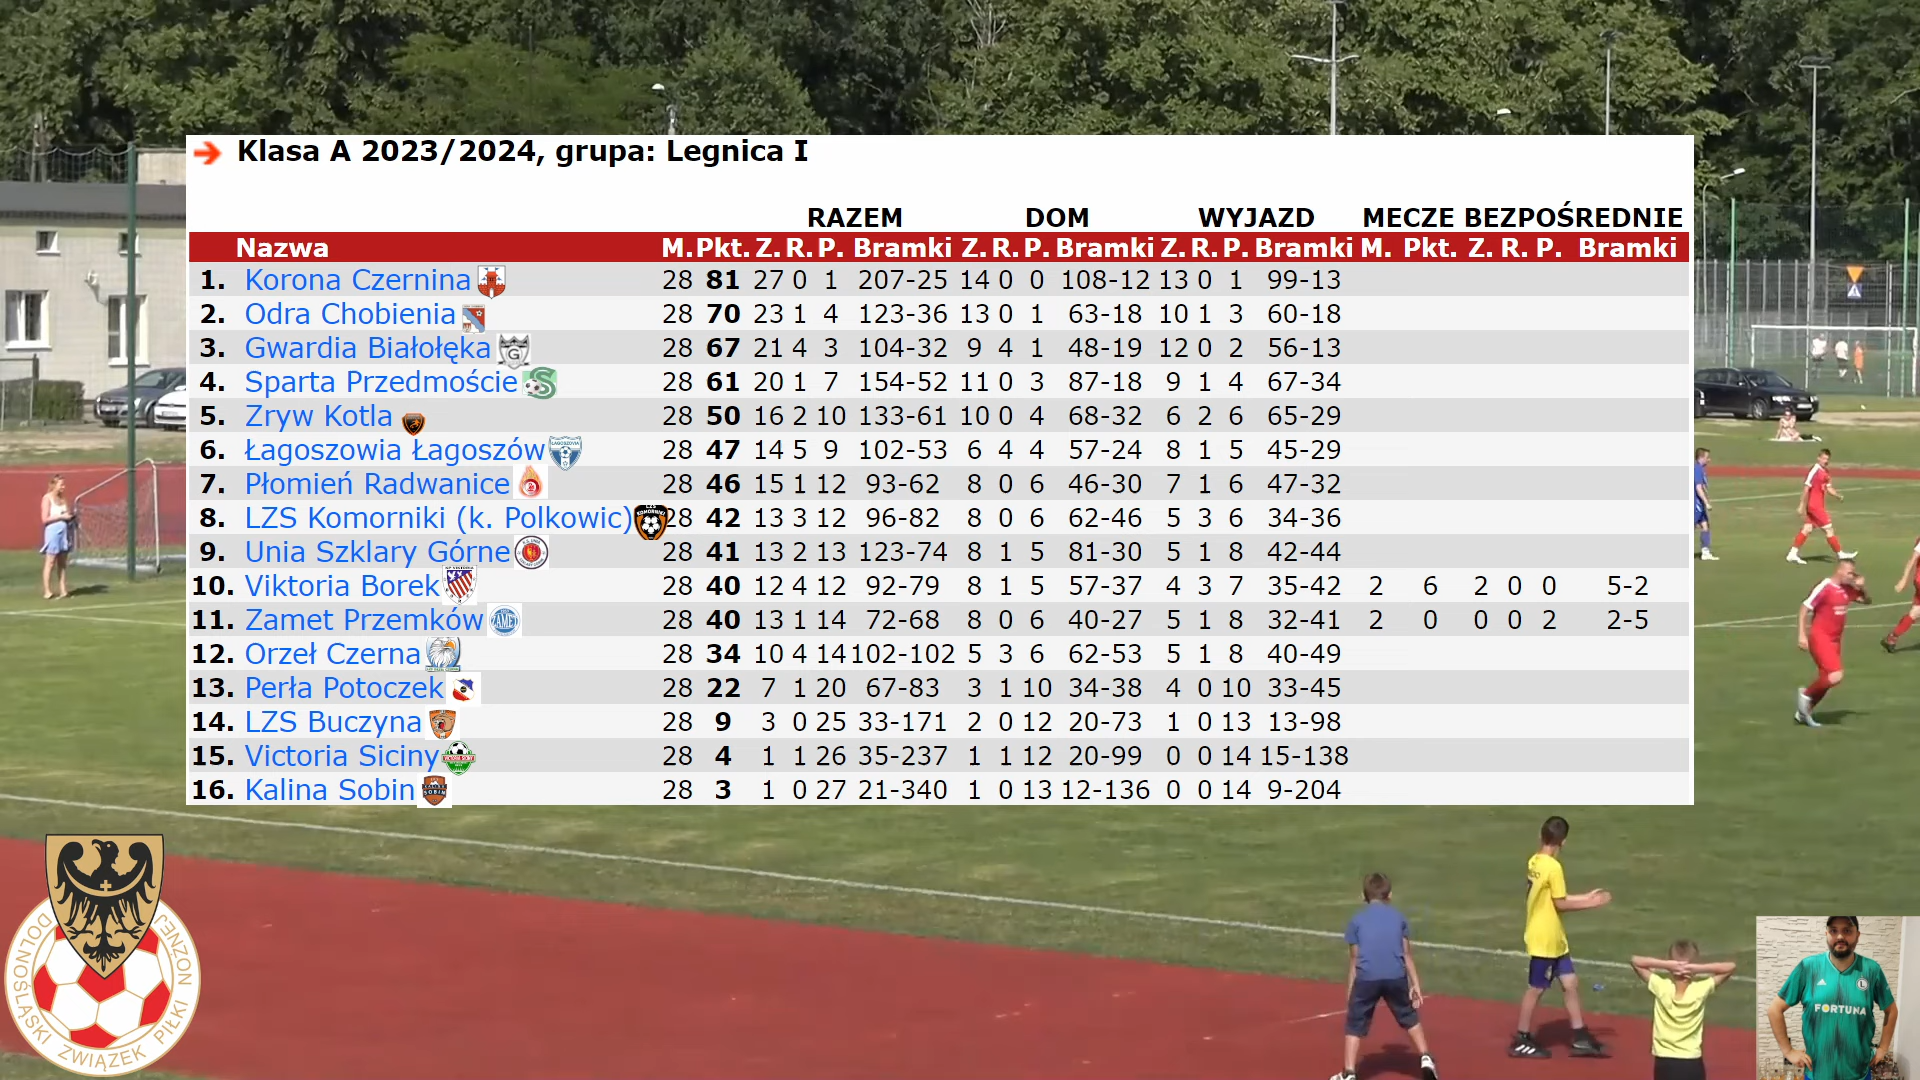 Klasa A 2023/2024, grupa: Legnica I
RAZEM DOM WYJAZD MECZE BEZPOŚREDNIE
Nazwa M. Pkt. Z. R. P. Bramki Z. R. P. Bramki Z. R. P. Bramki M. Pkt. Z. R. P. Bramki
1. Korona Czernina 28 81 27 0 1 207-25 14 0 0 108-12 13 0 1 99-13
2. Odra Chobienia 28 70 23 1 4 123-36 13 0 1 63-18 10 1 3 60-18
3. Gwardia Białołęka 28 67 21 4 3 104-32 9 4 1 48-19 12 0 2 56-13
4. Sparta Przedmoście 28 61 20 1 7 154-52 11 0 3 87-18 9 1 4 67-34
5. Zryw Kotla 28 50 16 2 10 133-61 10 0 4 68-32 6 2 6 65-29
6. Łagoszowia Łagoszów 28 47 14 5 9 102-53 6 4 4 57-24 8 1 5 45-29
7. Płomień Radwanice 28 46 15 1 12 93-62 8 0 6 46-30 7 1 6 47-32
8. LZS Komorniki (k. Polkowic) 28 42 13 3 12 96-82 8 0 6 62-46 5 3 6 34-36
9. Unia Szklary Górne 28 41 13 2 13 123-74 8 1 5 81-30 5 1 8 42-44
10. Viktoria Borek 28 40 12 4 12 92-79 8 1 5 57-37 4 3 7 35-42 2 6 2 0 0 5-2
11. Zamet Przemków 28 40 13 1 14 72-68 8 0 6 40-27 5 1 8 32-41 2 0 0 0 2 2-5
12. Orzeł Czerna 28 34 10 4 14 102-102 5 3 6 62-53 5 1 8 40-49
13. Perła Potoczek 28 22 7 1 20 67-83 3 1 10 34-38 4 0 10 33-45
14. LZS Buczyna 28 9 3 0 25 33-171 2 0 12 20-73 1 0 13 13-98
15. Victoria Siciny 28 4 1 1 26 35-237 1 1 12 20-99 0 0 14 15-138
16. Kalina Sobin 28 3 1 0 27 21-340 1 0 13 12-136 0 0 14 9-204
DOLNOŚLĄSKI ZWIĄZEK PIŁKI NOŻNEJ
FORTUNA